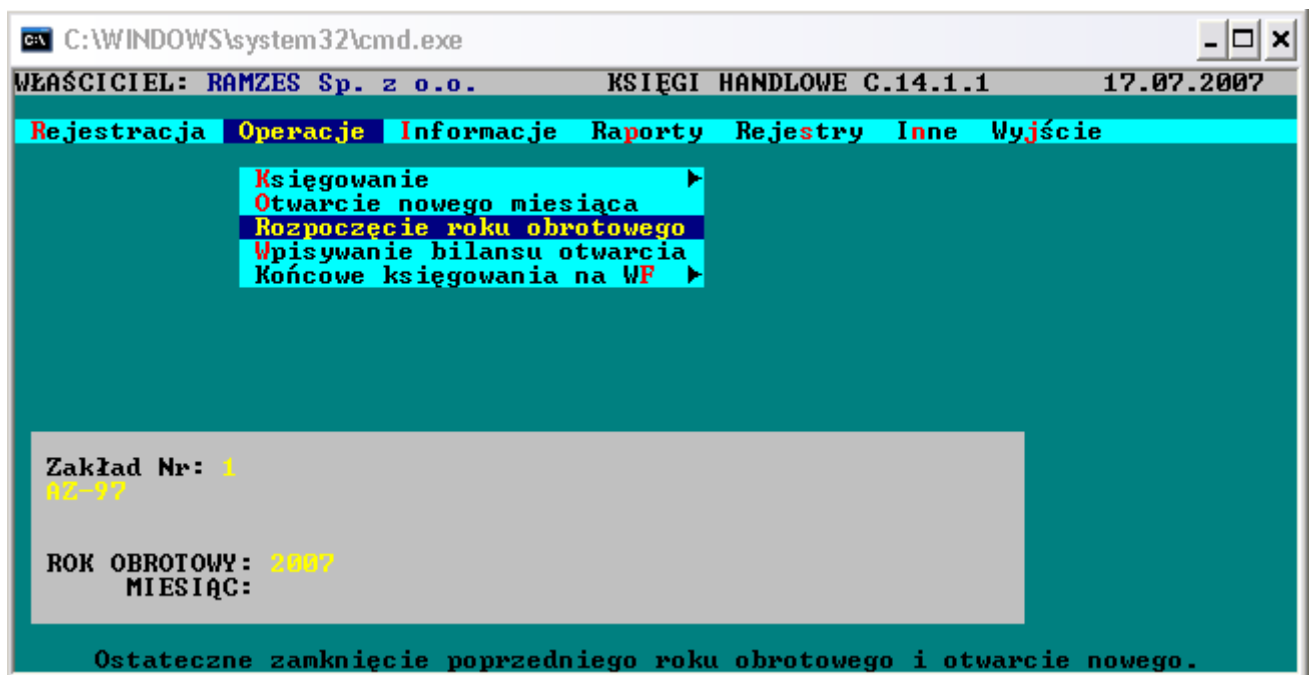 C:\WINDOWS\system32\cmd.exe
WŁAŚCICIEL: RAMZES Sp. z o.o. KSIĘGI HANDLOWE C.14.1.1 17.07.2007
Rejestracja Operacje Informacje Raporty Rejestry Inne Wyjście
Księgowanie
Otwarcie nowego miesiąca
Rozpoczęcie roku obrotowego
Wpisywanie bilansu otwarcia
Końcowe księgowania na WF
Zakład Nr: 1
AZ-97
ROK OBROTOWY: 2007
MIESIĄC:
Ostateczne zamknięcie poprzedniego roku obrotowego i otwarcie nowego.